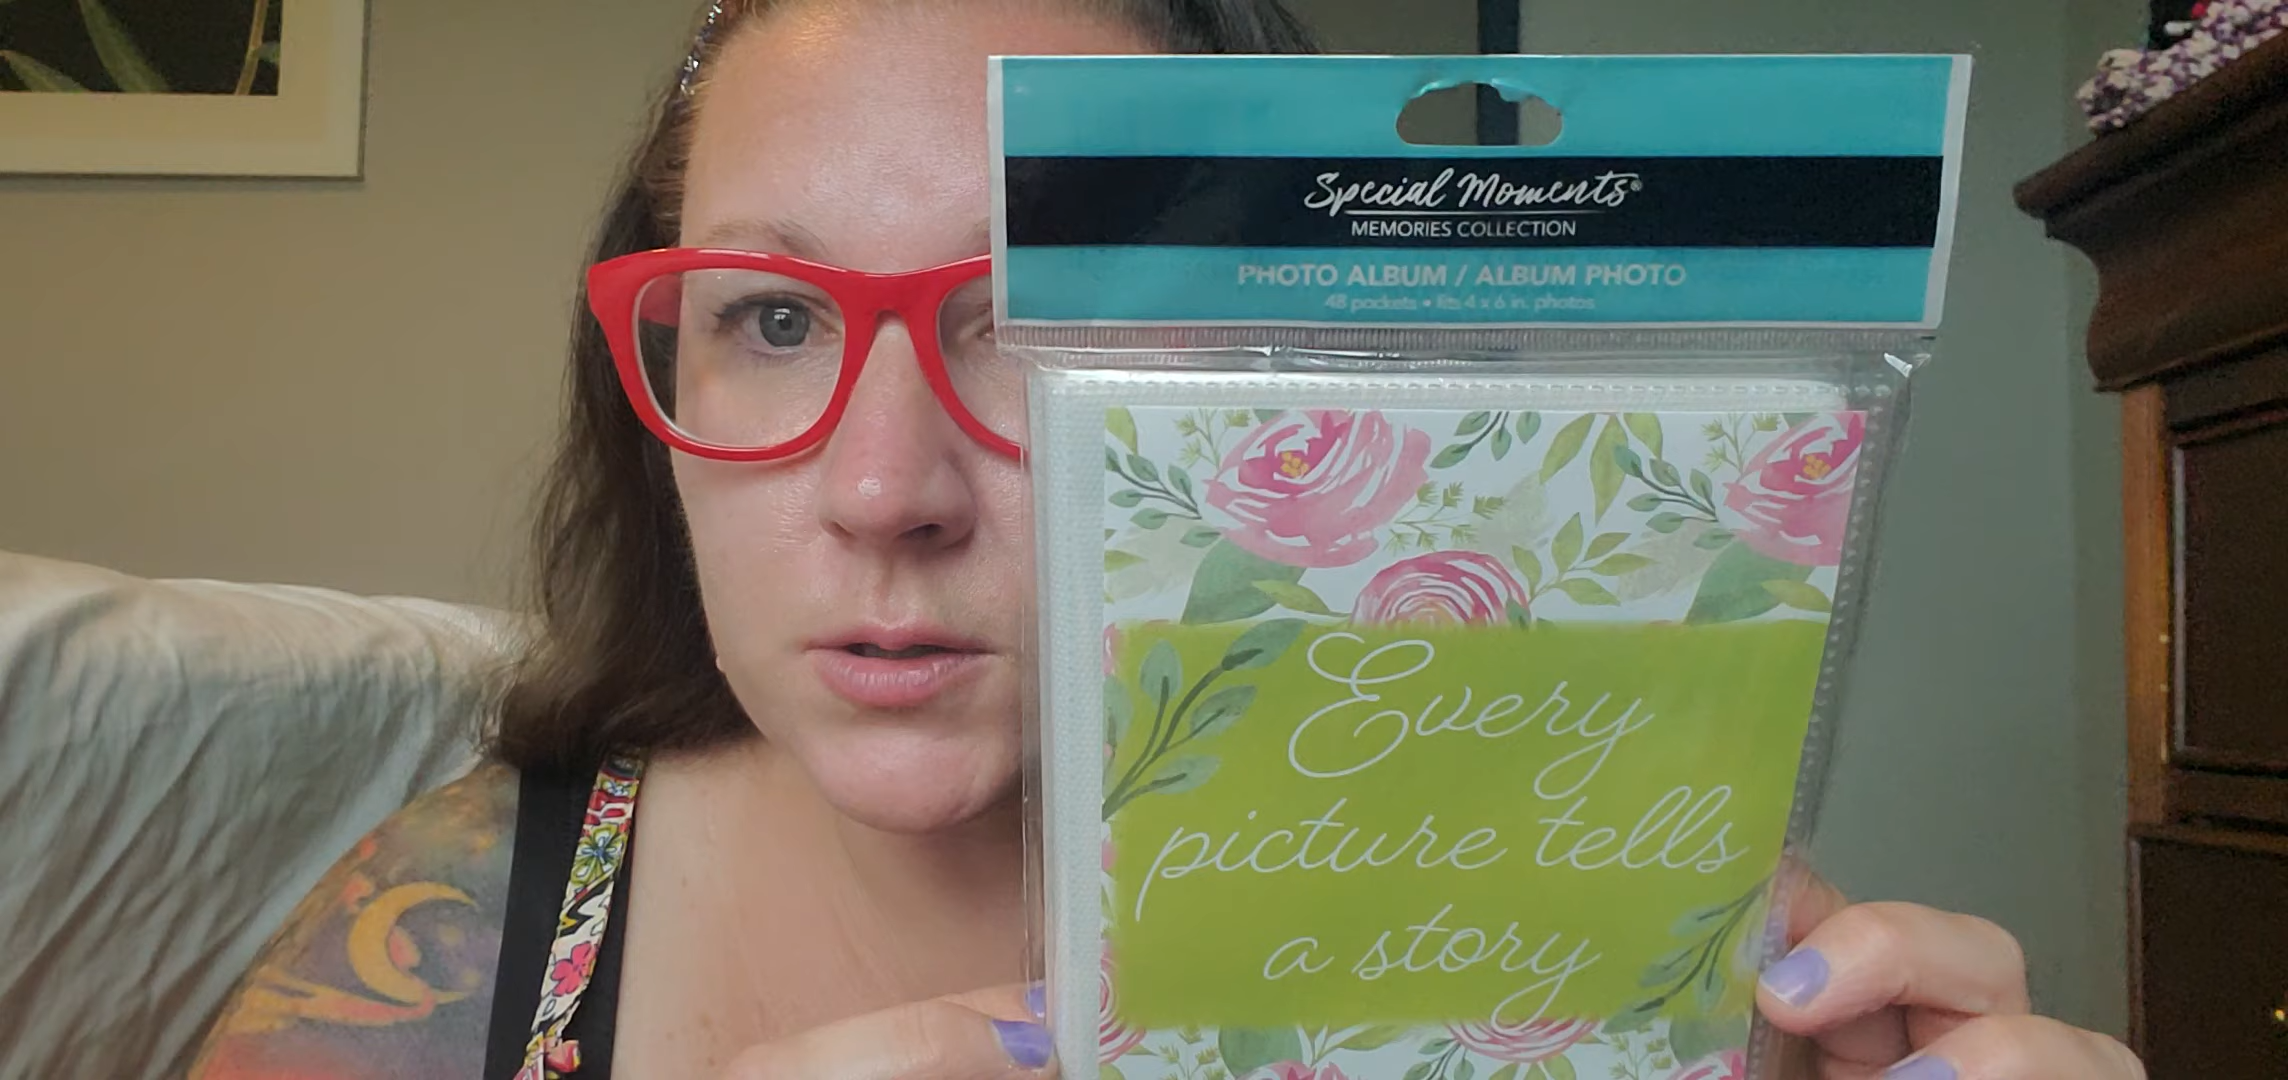 Special Moments®
MEMORIES COLLECTION
PHOTO ALBUM / ALBUM PHOTO
48 pockets • fits 4 x 6 in. photos
Every
picture tells
a story